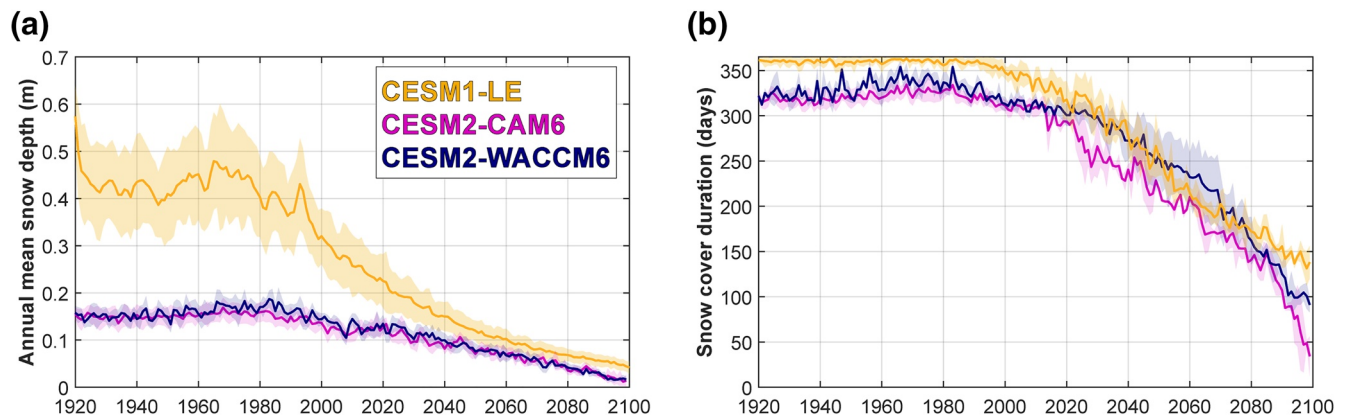 (a)
Annual mean snow depth (m)
0.7
0.6
0.5
0.4
0.3
0.2
0.1
0
1920 1940 1960 1980 2000 2020 2040 2060 2080 2100
CESM1-LE
CESM2-CAM6
CESM2-WACCM6
(b)
Snow cover duration (days)
350
300
250
200
150
100
50
0
1920 1940 1960 1980 2000 2020 2040 2060 2080 2100